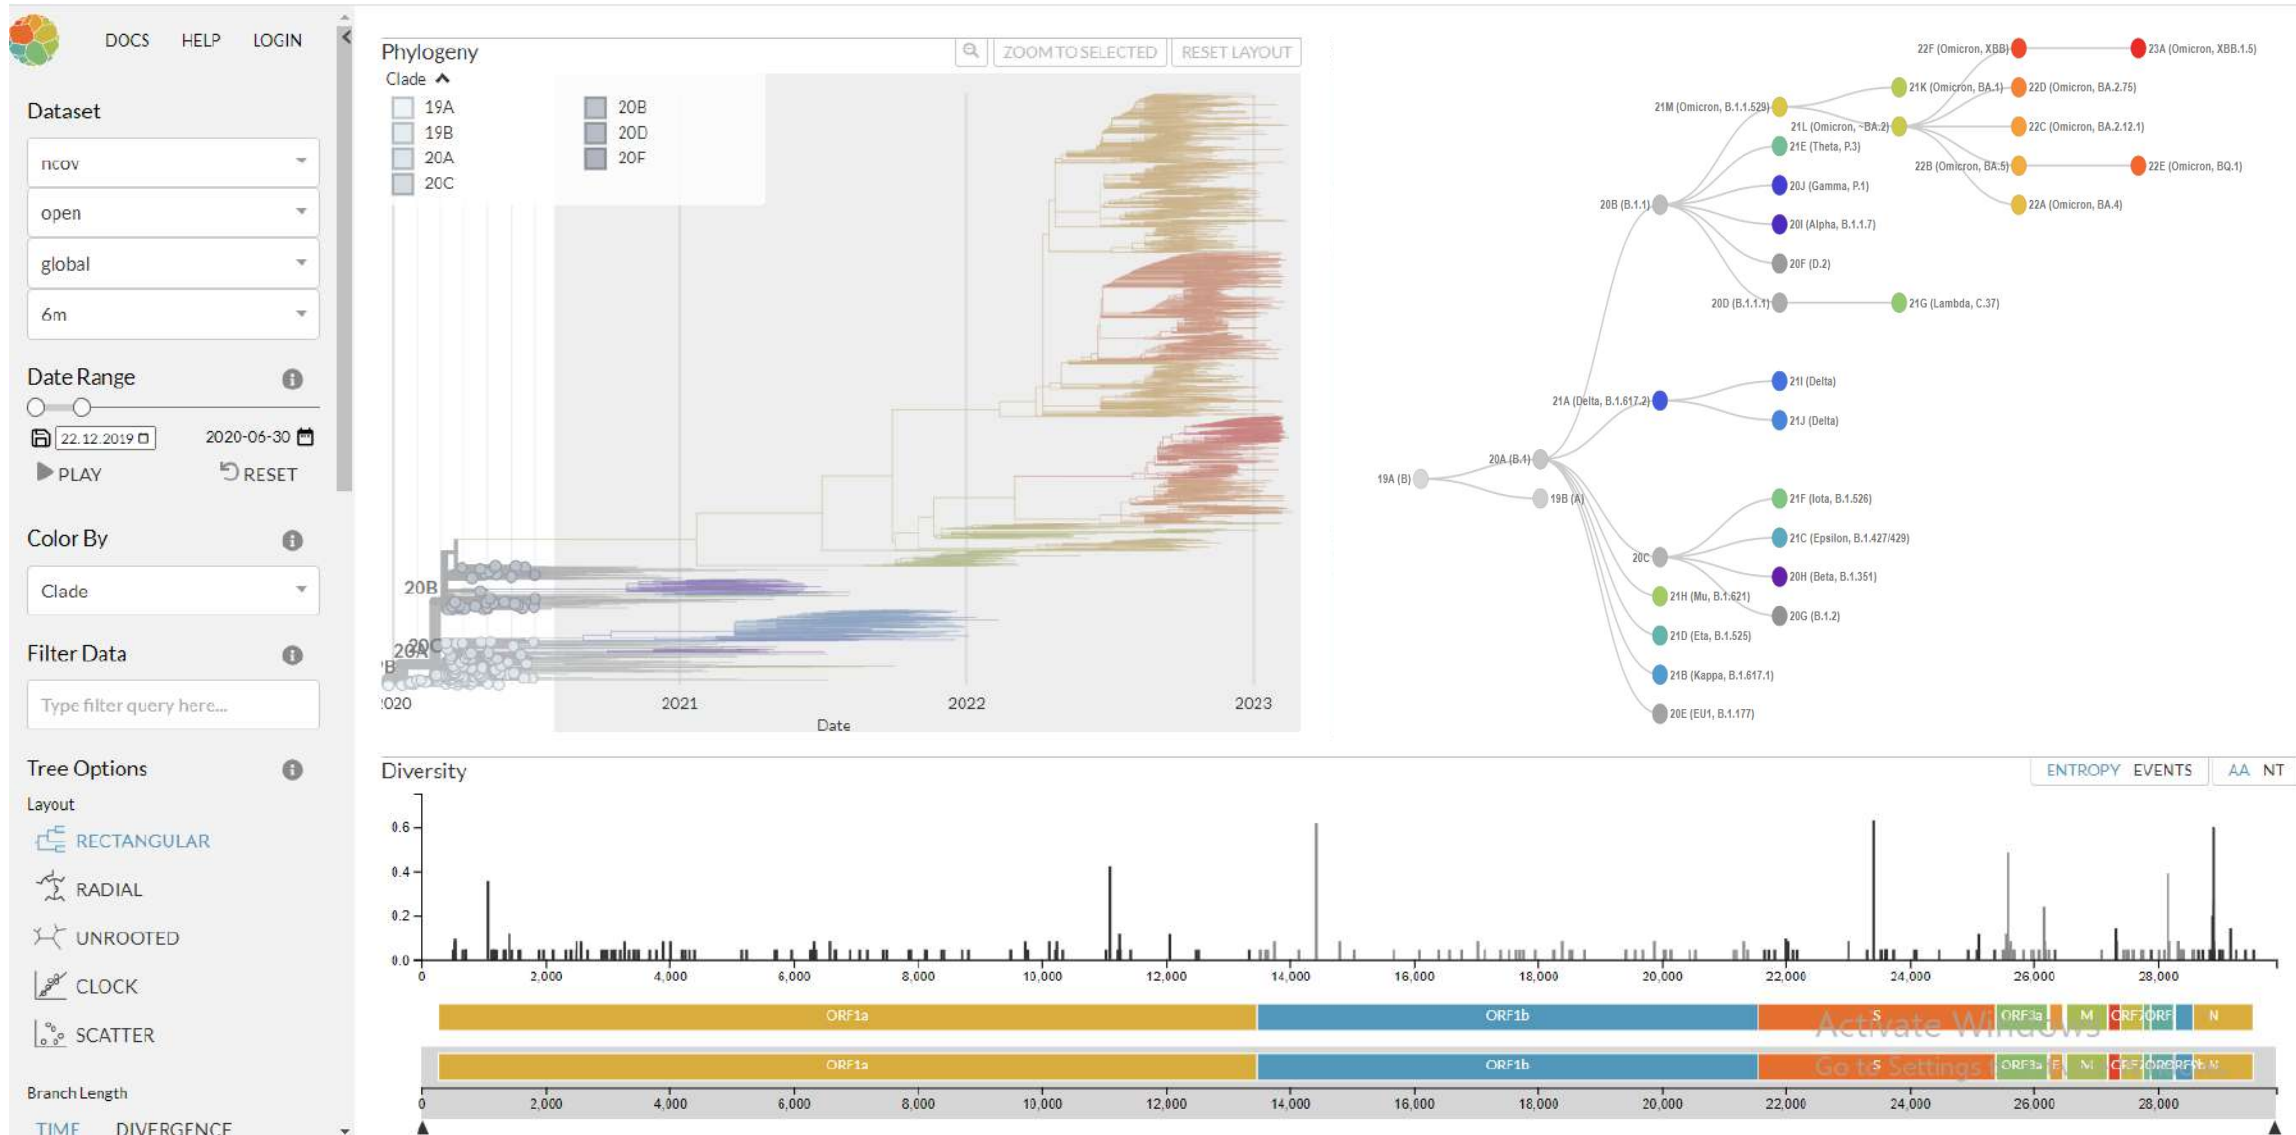 DOCS HELP LOGIN
Dataset
ncov
open
global
6m
Date Range
22.12.2019 2020-06-30
PLAY RESET
Color By
Clade
Filter Data
Type filter query here...
Tree Options
Layout
RECTANGULAR
RADIAL
UNROOTED
CLOCK
SCATTER
Branch Length
TIME DIVERGENCE
Phylogeny
ZOOM TO SELECTED RESET LAYOUT
Clade
19A 20B
19B 20D
20A 20F
20C
20B
20C
20A
2021 2022 2023
Date
22F (Omicron, XBB) 23A (Omicron, XBB.1.5)
21K (Omicron, BA.1) 22D (Omicron, BA.2.75)
21M (Omicron, B.1.1.529)
21L (Omicron, ~BA.2) 22C (Omicron, BA.2.12.1)
21E (Theta, P.3)
22B (Omicron, BA.5) 22E (Omicron, BQ.1)
20J (Gamma, P.1)
20B (B.1.1) 22A (Omicron, BA.4)
20I (Alpha, B.1.1.7)
20F (D.2)
20D (B.1.1.1) 21G (Lambda, C.37)
21I (Delta)
21A (Delta, B.1.617.2)
21J (Delta)
20A (B.1)
19A (B)
19B (A) 21F (Iota, B.1.526)
21C (Epsilon, B.1.427/429)
20C
20H (Beta, B.1.351)
21H (Mu, B.1.621)
20G (B.1.2)
21D (Eta, B.1.525)
21B (Kappa, B.1.617.1)
20E (EU1, B.1.177)
Diversity
ENTROPY EVENTS AA NT
0.6
0.4
0.2
0.0
0 2,000 4,000 6,000 8,000 10,000 12,000 14,000 16,000 18,000 20,000 22,000 24,000 26,000 28,000
ORF1a ORF1b S ORF3a M N
Activate Windows
ORF1a ORF1b S ORF3a E M N
Go to Settings
0 2,000 4,000 6,000 8,000 10,000 12,000 14,000 16,000 18,000 20,000 22,000 24,000 26,000 28,000